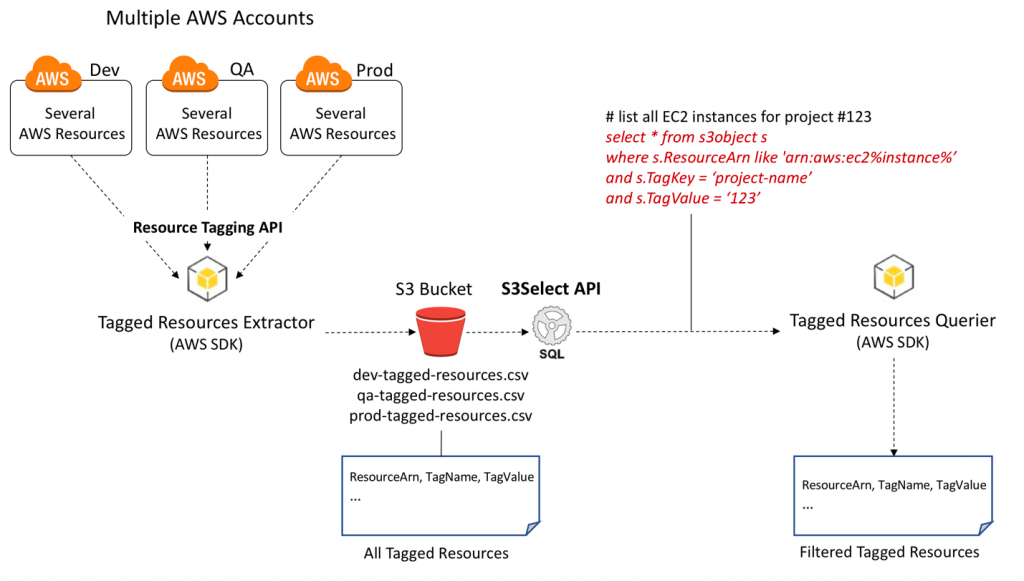 Multiple AWS Accounts
AWS Dev
AWS QA
AWS Prod
Several
AWS Resources
Several
AWS Resources
Several
AWS Resources
# list all EC2 instances for project #123
select * from s3object s
where s.ResourceArn like 'arn:aws:ec2%instance%’
and s.TagKey = ‘project-name’
and s.TagValue = ‘123’
Resource Tagging API
Tagged Resources Extractor
(AWS SDK)
S3 Bucket
S3Select API
SQL
Tagged Resources Querier
(AWS SDK)
dev-tagged-resources.csv
qa-tagged-resources.csv
prod-tagged-resources.csv
ResourceArn, TagName, TagValue
...
All Tagged Resources
ResourceArn, TagName, TagValue
...
Filtered Tagged Resources